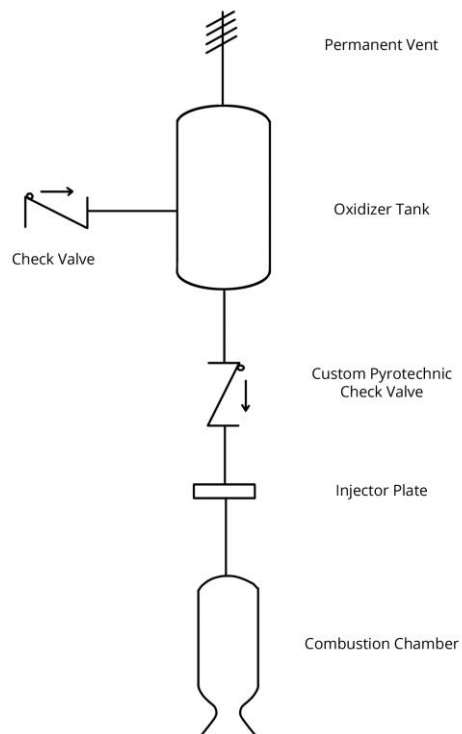 Permanent Vent
Oxidizer Tank
Check Valve
Custom Pyrotechnic
Check Valve
Injector Plate
Combustion Chamber